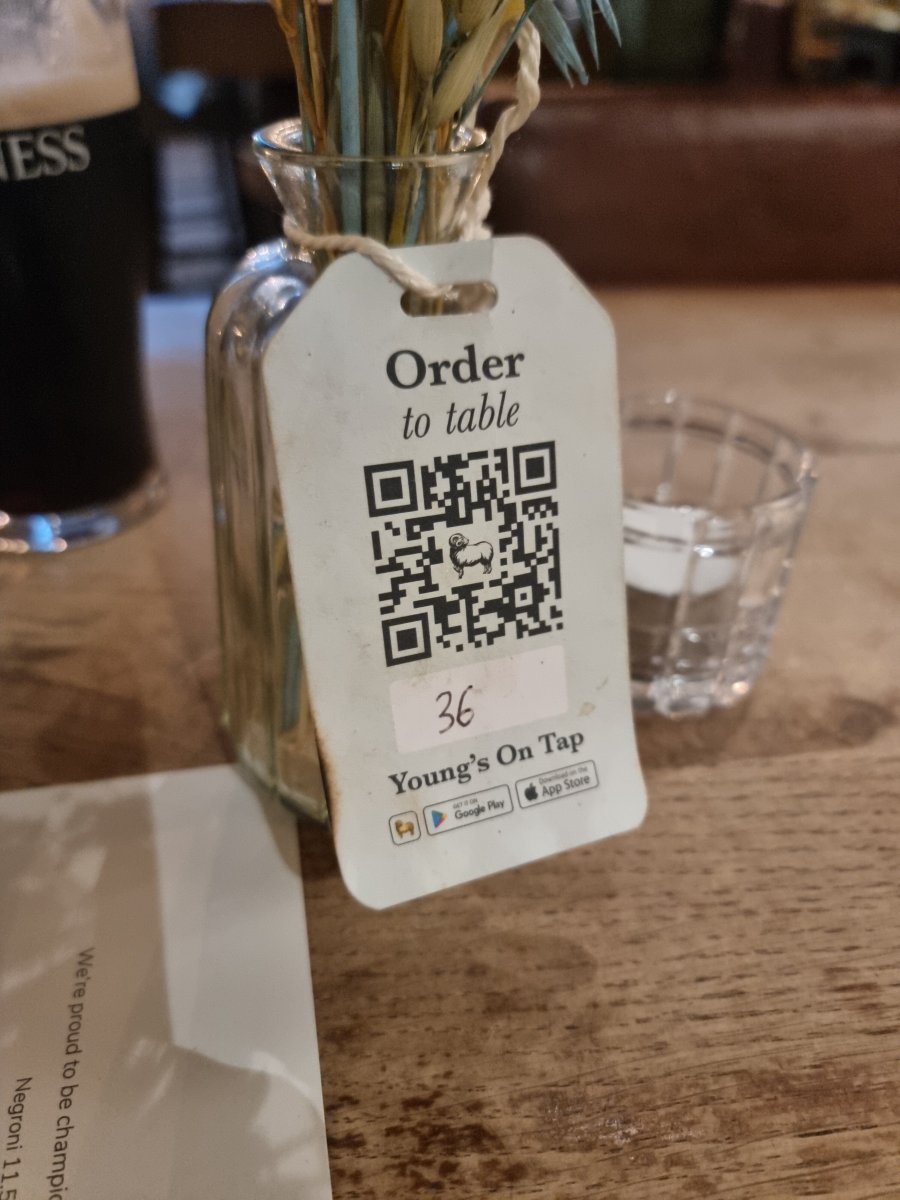 NESS
Order
to table
36
Young's On Tap
GET IT ON
Google Play
Download on the
App Store
We're proud to be champi
Negroni 11.5